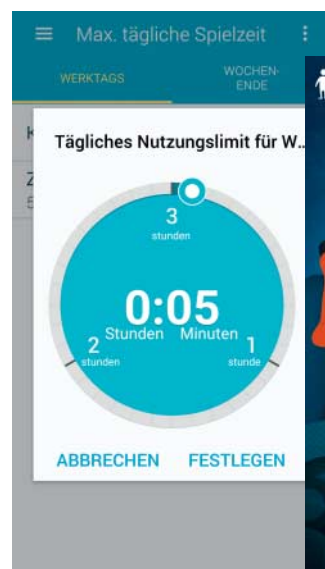 Max. tägliche Spielzeit
WERKTAGS
WOCHEN-
ENDE
Tägliches Nutzungslimit für W...
3
stunden
0:05
Stunden Minuten
2
stunden
1
stunde
ABBRECHEN FESTLEGEN